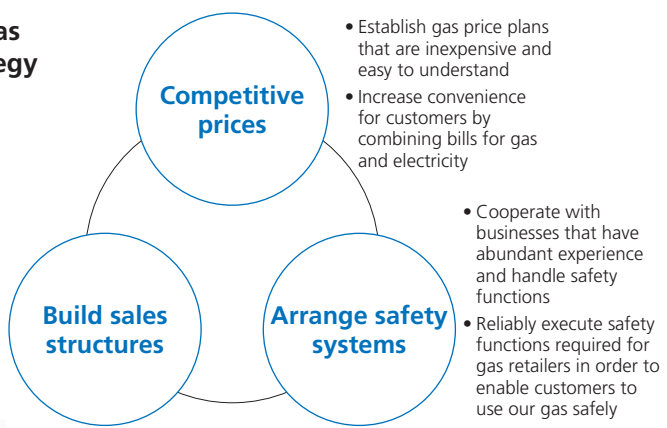 as
egy
Competitive
prices
• Establish gas price plans
that are inexpensive and
easy to understand
• Increase convenience
for customers by
combining bills for gas
and electricity
Build sales
structures
Arrange safety
systems
• Cooperate with
businesses that have
abundant experience
and handle safety
functions
• Reliably execute safety
functions required for
gas retailers in order to
enable customers to
use our gas safely